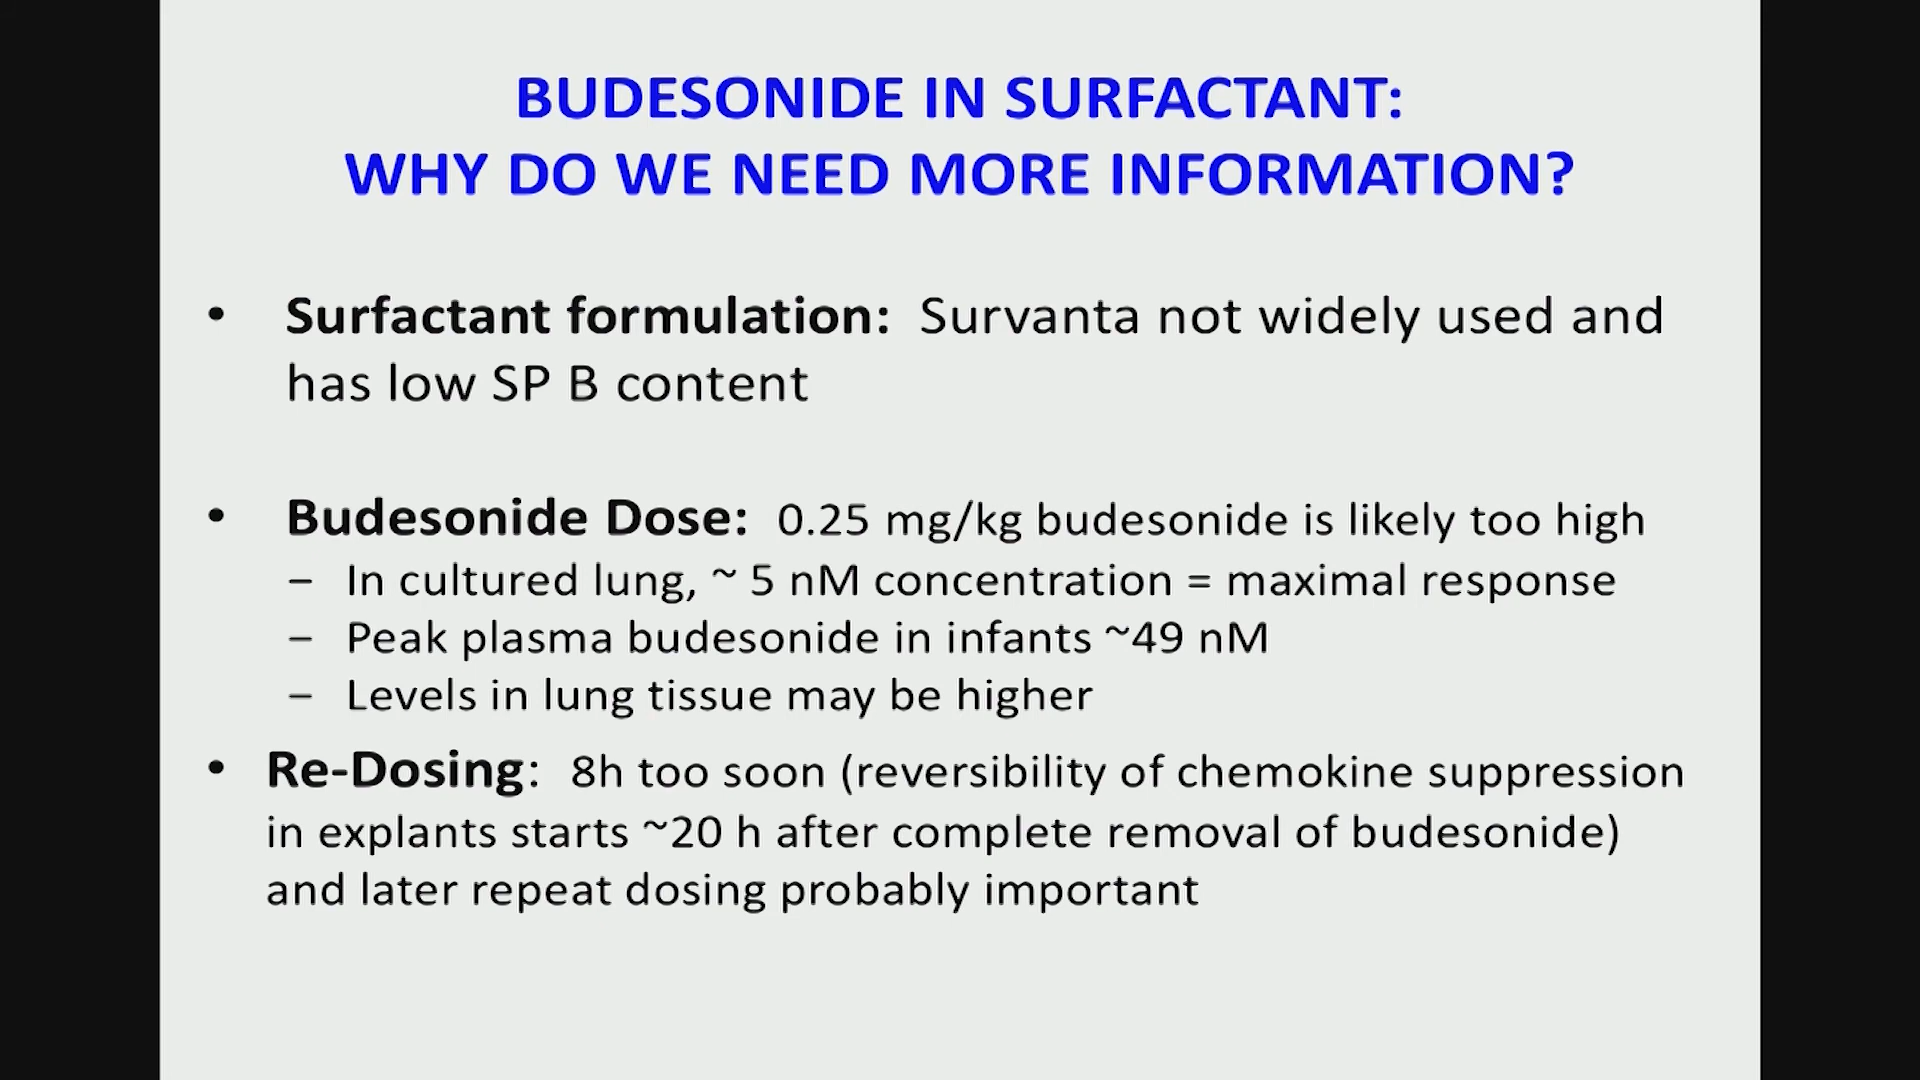 BUDESONIDE IN SURFACTANT:
WHY DO WE NEED MORE INFORMATION?
• Surfactant formulation: Survanta not widely used and
has low SP B content
• Budesonide Dose: 0.25 mg/kg budesonide is likely too high
– In cultured lung, ~ 5 nM concentration = maximal response
– Peak plasma budesonide in infants ~49 nM
– Levels in lung tissue may be higher
• Re-Dosing: 8h too soon (reversibility of chemokine suppression
in explants starts ~20 h after complete removal of budesonide)
and later repeat dosing probably important